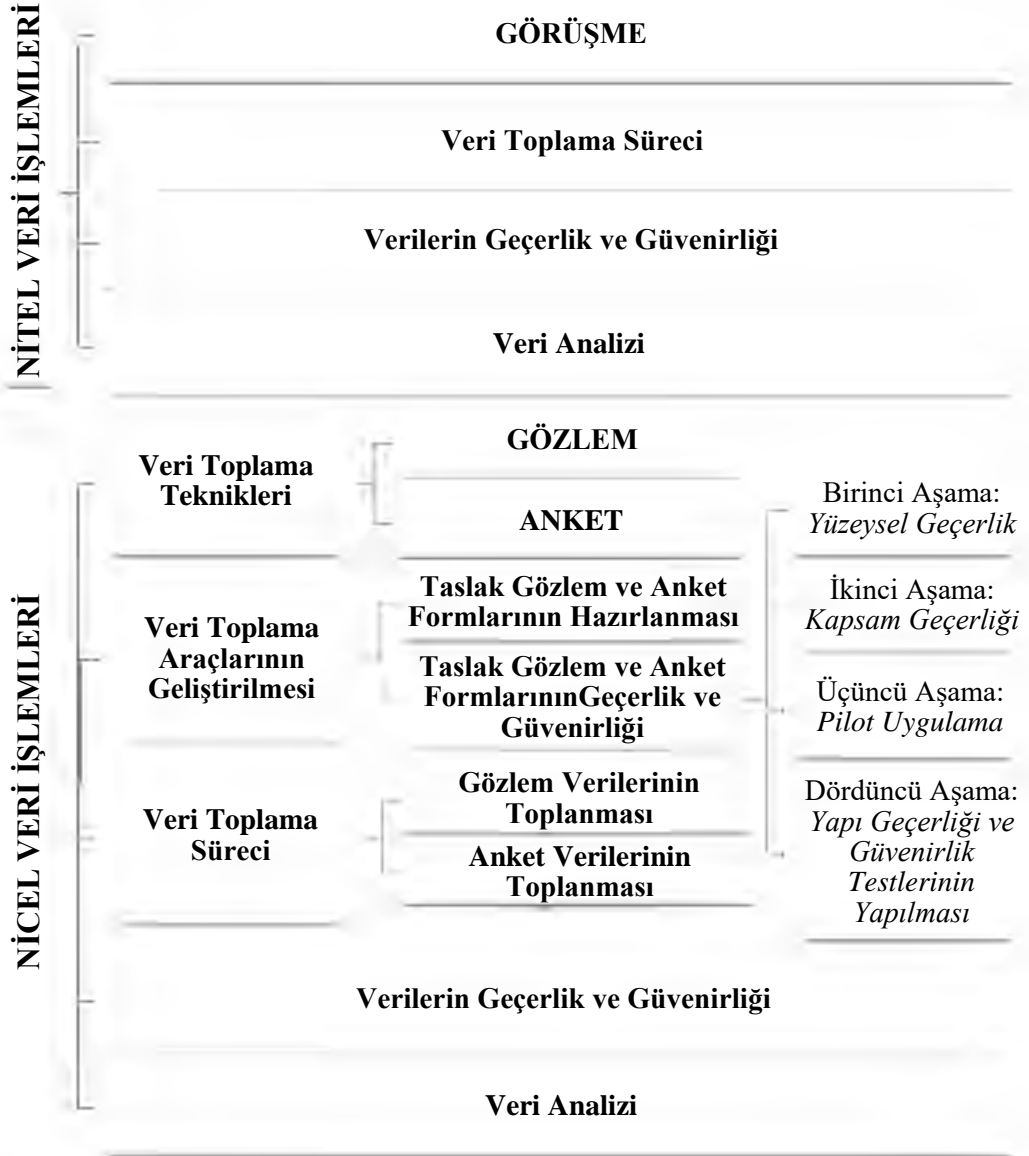 NİTEL VERİ İŞLEMLERİ
GÖRÜŞME
Veri Toplama Süreci
Verilerin Geçerlik ve Güvenirliği
Veri Analizi
NİCEL VERİ İŞLEMLERİ
Veri Toplama
Teknikleri
GÖZLEM
ANKET
Veri Toplama
Araçlarının
Geliştirilmesi
Taslak Gözlem ve Anket
Formlarının Hazırlanması
Taslak Gözlem ve Anket
FormlarınınGeçerlik ve
Güvenirliği
Birinci Aşama:
Yüzeysel Geçerlik
İkinci Aşama:
Kapsam Geçerliği
Üçüncü Aşama:
Pilot Uygulama
Dördüncü Aşama:
Yapı Geçerliği ve
Güvenirlik
Testlerinin
Yapılması
Veri Toplama
Süreci
Gözlem Verilerinin
Toplanması
Anket Verilerinin
Toplanması
Verilerin Geçerlik ve Güvenirliği
Veri Analizi